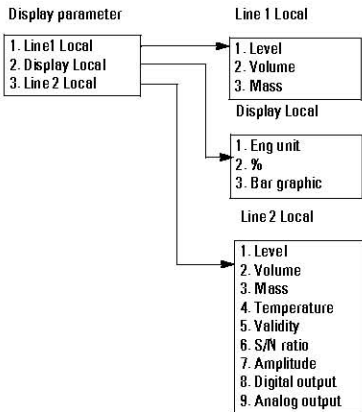 Display parameter
1. Line1 Local
2. Display Local
3. Line 2 Local
Line 1 Local
1. Level
2. Volume
3. Mass
Display Local
1. Eng unit
2. %
3. Bar graphic
Line 2 Local
1. Level
2. Volume
3. Mass
4. Temperature
5. Validity
6. S/N ratio
7. Amplitude
8. Digital output
9. Analog output